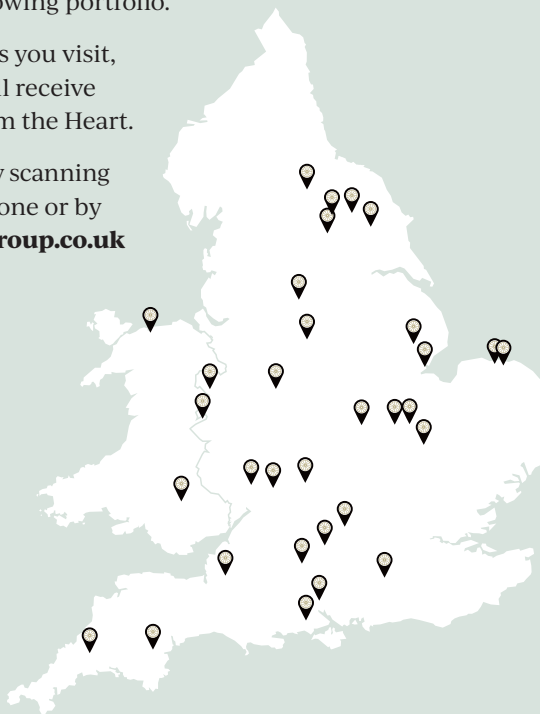 owing portfolio.
s you visit,
l receive
m the Heart.
scanning
one or by
roup.co.uk